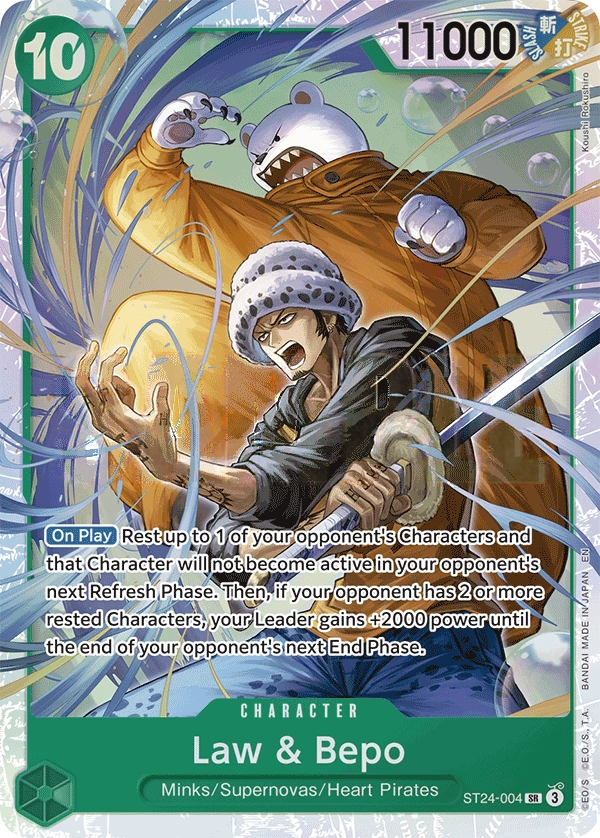 10
11000
SLASH 斬
打 STRIKE
Koushi Rokushiro
On Play Rest up to 1 of your opponent's Characters and
that Character will not become active in your opponent's
next Refresh Phase. Then, if your opponent has 2 or more
rested Characters, your Leader gains +2000 power until
the end of your opponent's next End Phase.
CHARACTER
Law & Bepo
Minks/Supernovas/Heart Pirates
ST24-004 SR 3
©E.O/S ©E.O./S., T.A. BANDAI MADE IN JAPAN EN